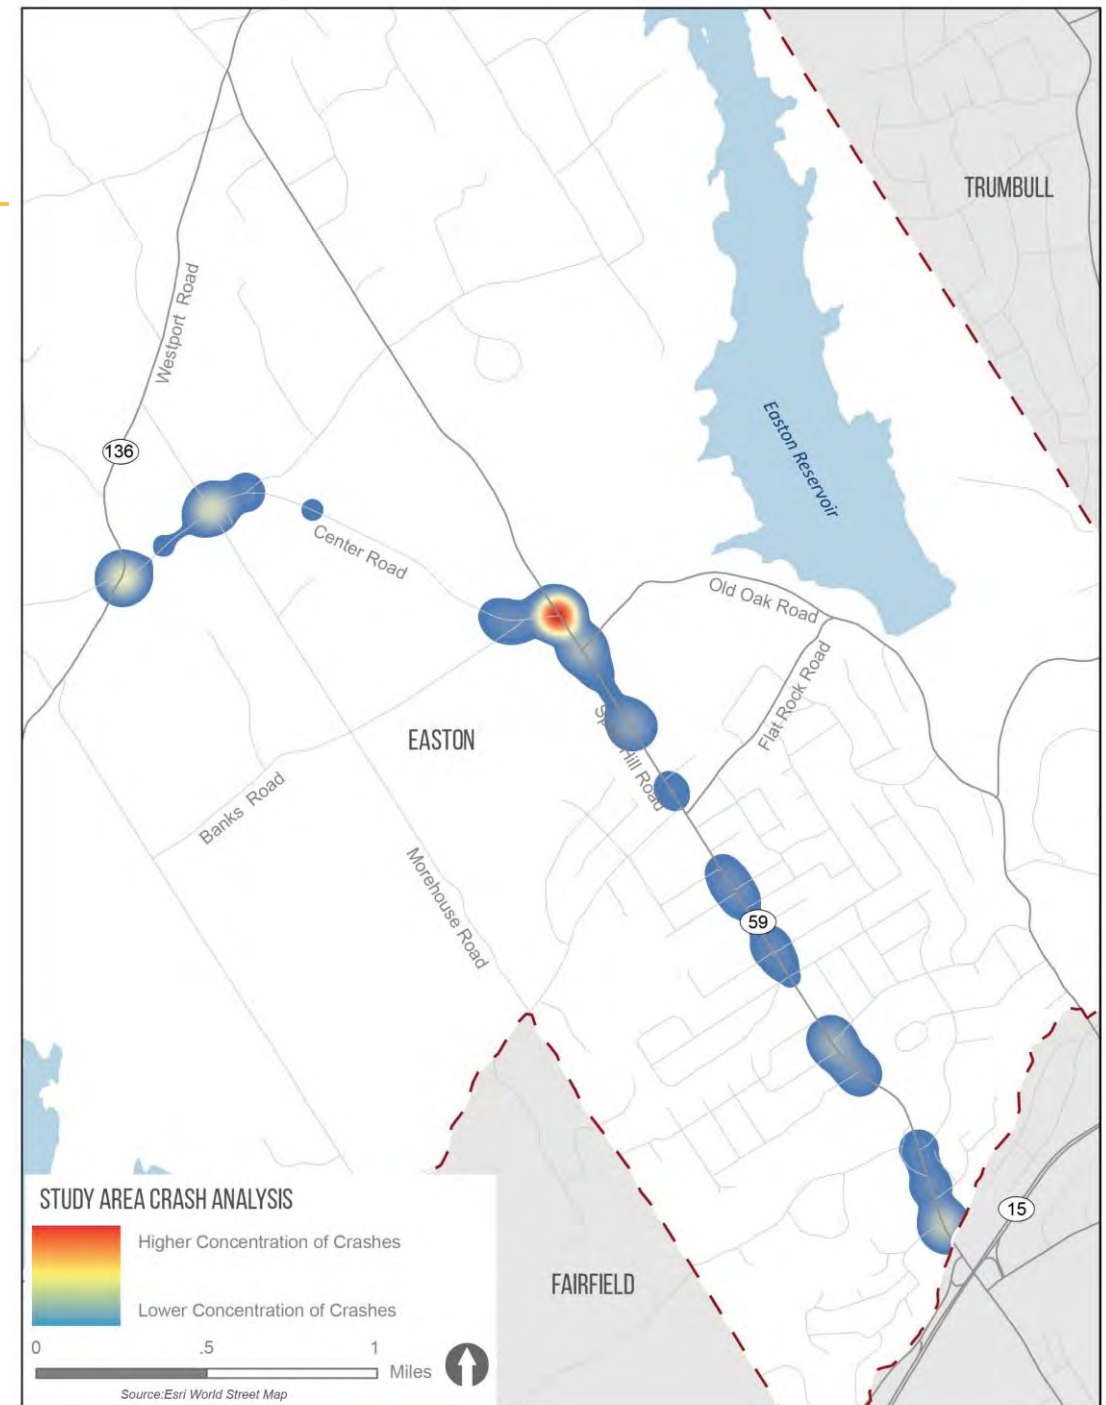 TRUMBULL
Westport Road
Easton Reservoir
136
Center Road
Old Oak Road
Flat Rock Road
Hill Road
EASTON
Banks Road
Morehouse Road
59
15
FAIRFIELD
STUDY AREA CRASH ANALYSIS
Higher Concentration of Crashes
Lower Concentration of Crashes
0 .5 1
Miles
Source:Esri World Street Map